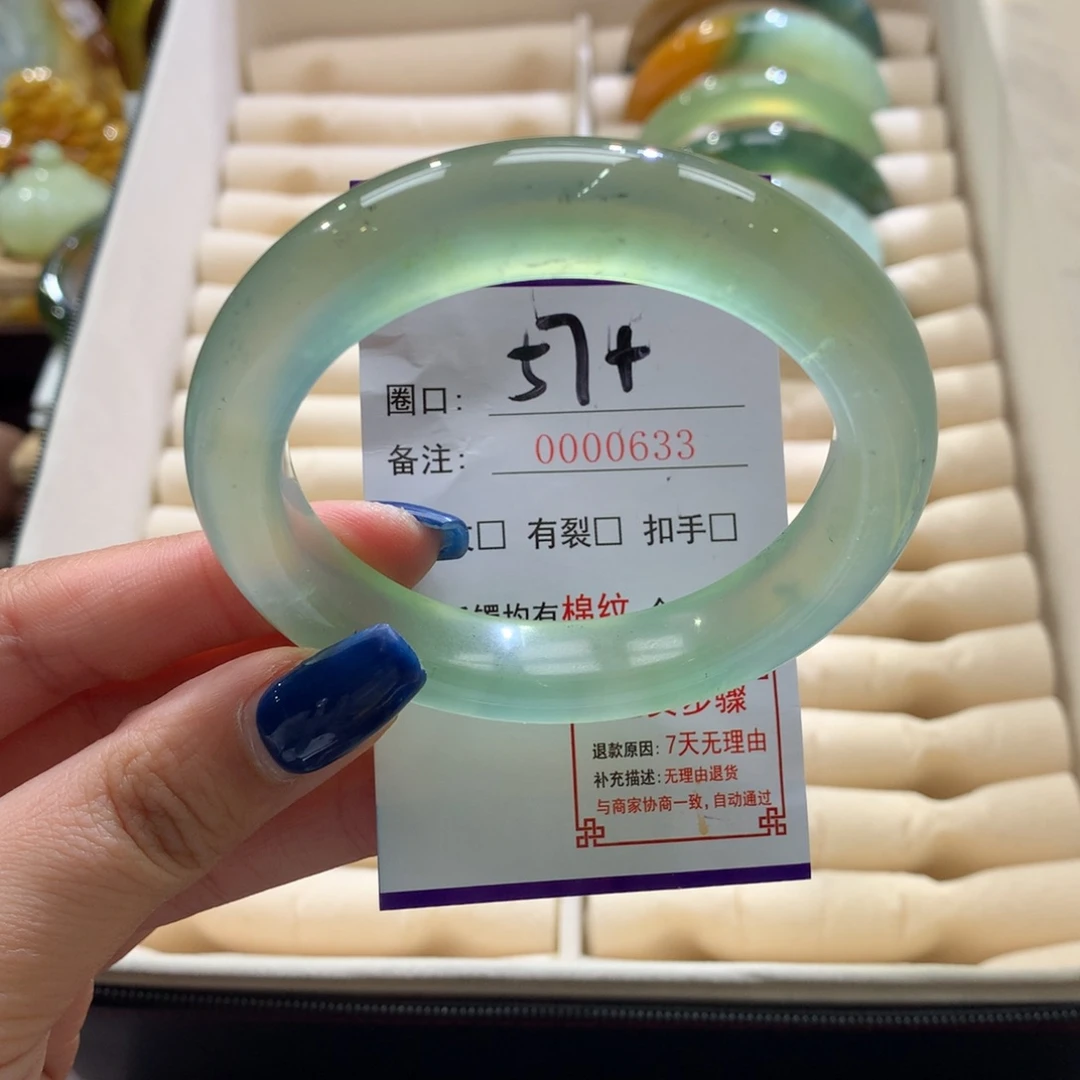 圈口: 57+
备注: 0000633
□ 有裂□ 扣手□
镯均有棉纹
步骤
退款原因: 7天无理由
补充描述: 无理由退货
与商家协商一致, 自动通过